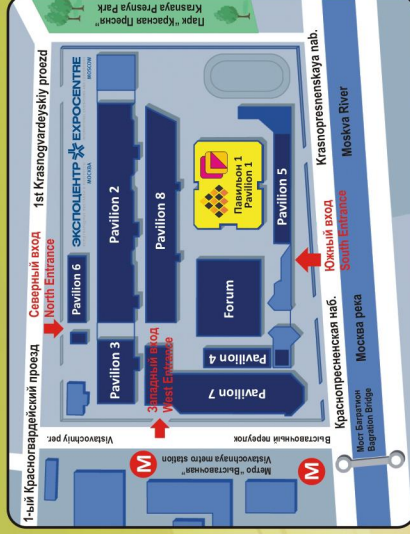 Парк "Красная Пресня"
Krasnaya Presnya Park
1-ый Красногвардейский проезд
1st Krasnogvardeyskiy proezd
Северный вход
North Entrance
ЭКСПОЦЕНТР EXPOCENTRE
МОСКВА
MOSCOW
Pavilion 6
Pavilion 2
Pavilion 3
Pavilion 8
Западный вход
West Entrance
Павильон 1
Pavilion 1
Forum
Pavilion 5
Pavilion 4
Pavilion 7
Южный вход
South Entrance
Vistavochniy per.
Выставочный переулок
М
Метро "Выставочная"
Vistavochnaya metro station
М
Краснопресненская наб.
Krasnopresnenskaya nab.
Москва река
Moskva River
Мост Багратион
Bagration Bridge